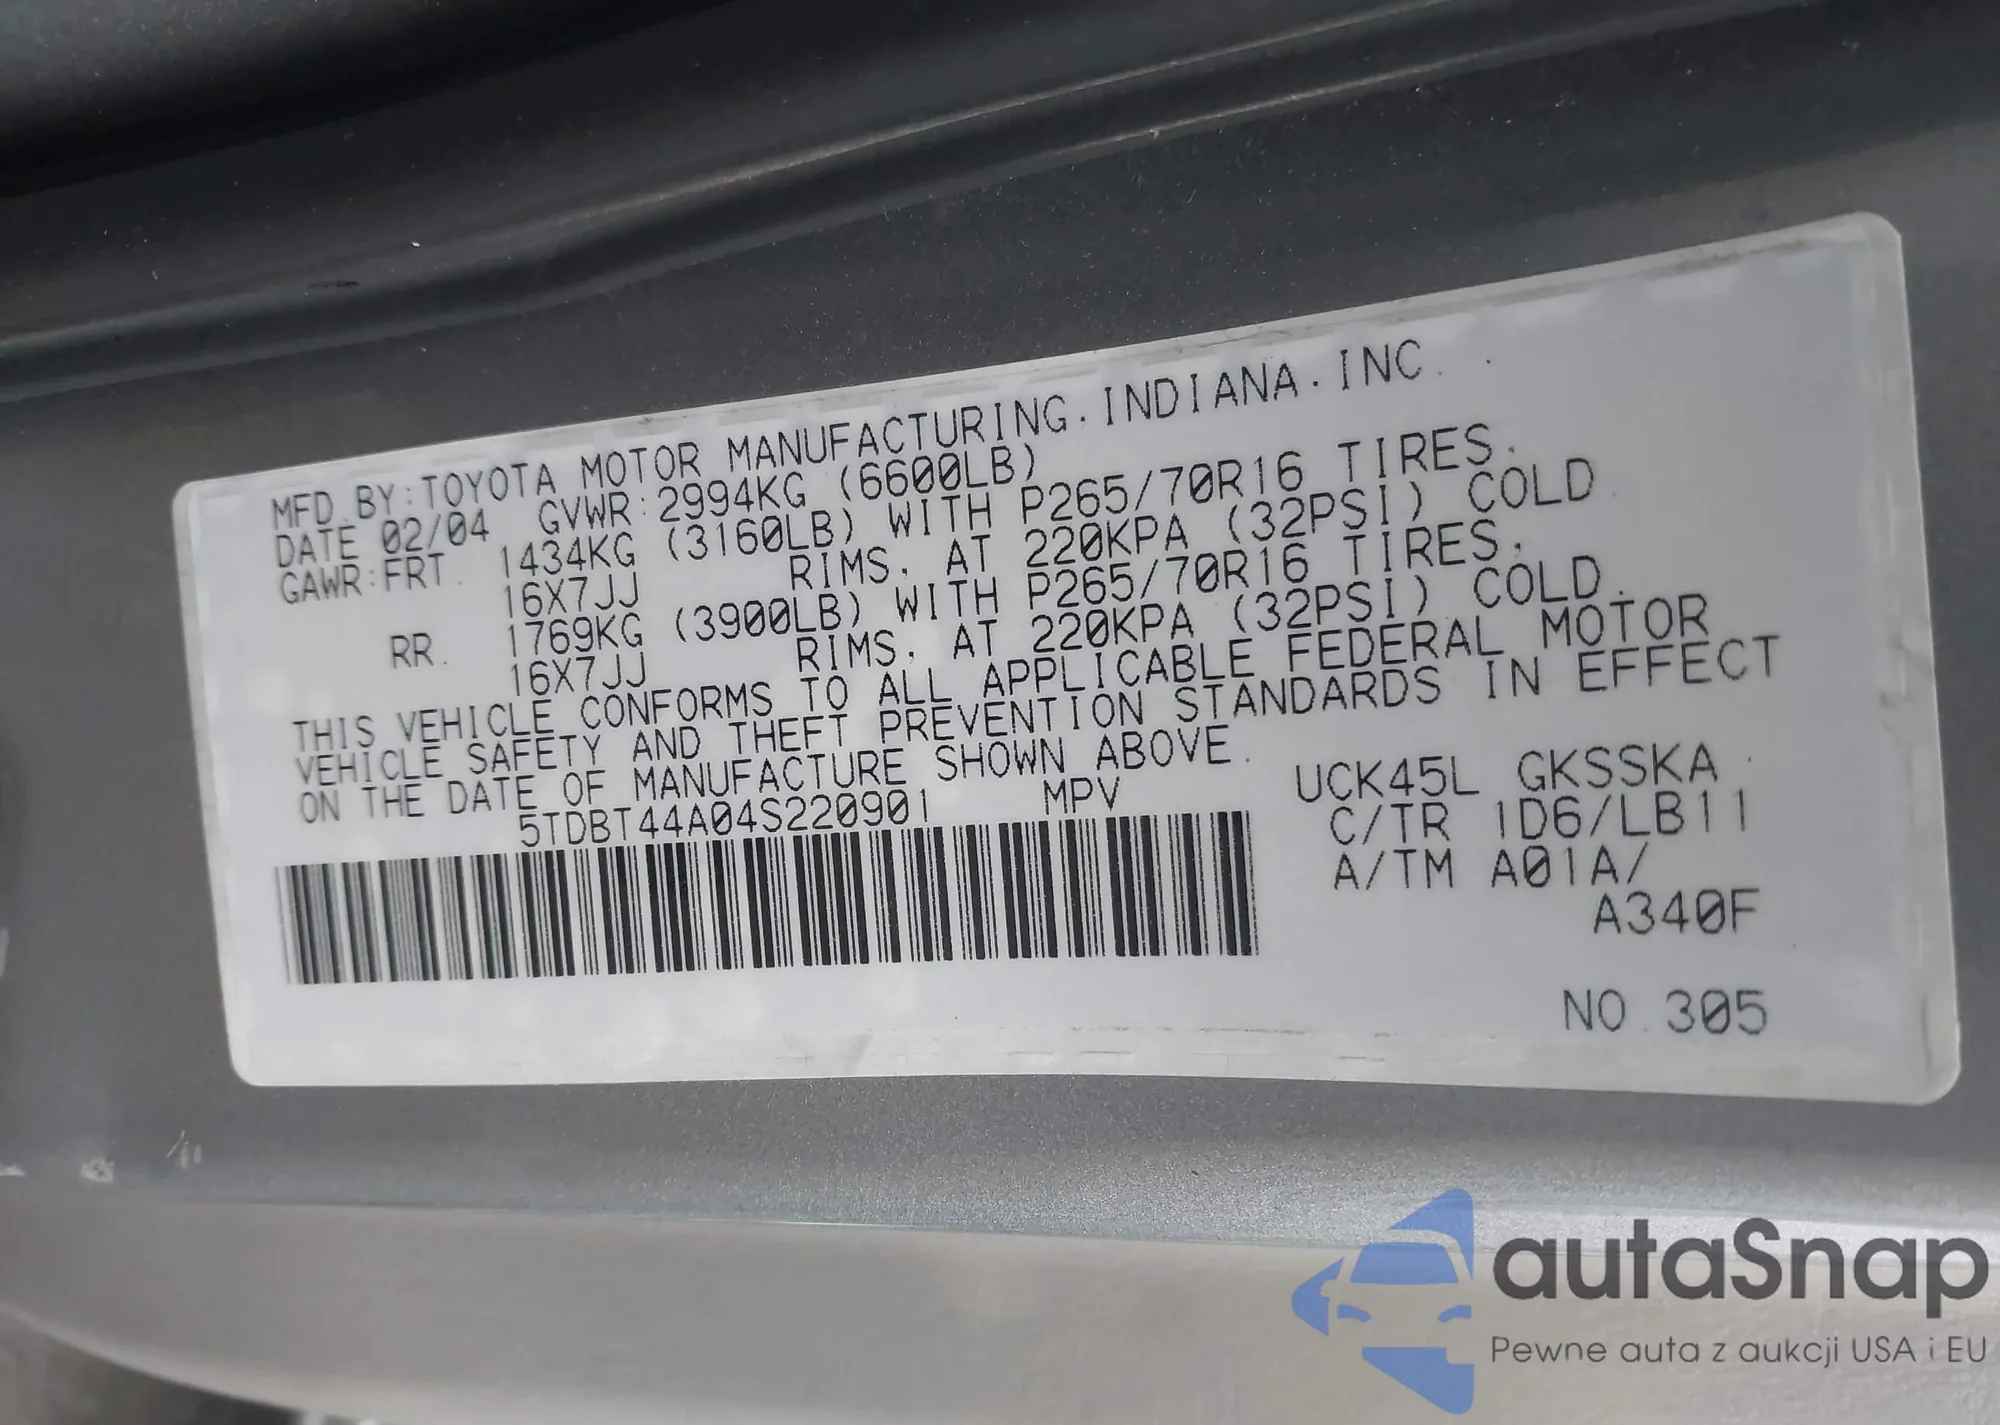 MFD. BY: TOYOTA MOTOR MANUFACTURING. INDIANA. INC.
DATE 02/04 GVWR: 2994KG (6600LB)
GAWR: FRT. 1434KG (3160LB) WITH P265/70R16 TIRES.
16X7JJ RIMS. AT 220KPA (32PSI) COLD
RR. 1769KG (3900LB) WITH P265/70R16 TIRES.
16X7JJ RIMS. AT 220KPA (32PSI) COLD.
THIS VEHICLE CONFORMS TO ALL APPLICABLE FEDERAL MOTOR
VEHICLE SAFETY AND THEFT PREVENTION STANDARDS IN EFFECT
ON THE DATE OF MANUFACTURE SHOWN ABOVE.
5TDBT44A04S220901 MPV UCK45L GKSSKA
C/TR 1D6/LB11
A/TM A01A/
A340F
NO. 305
autoSnap
Pewne auta z aukcji USA i EU